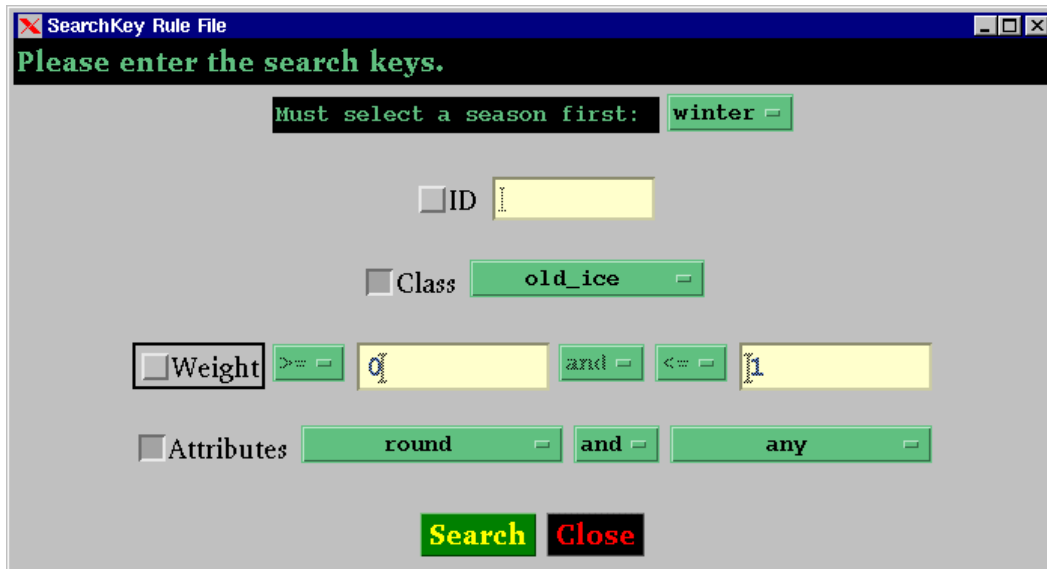 SearchKey Rule File
Please enter the search keys.
Must select a season first: winter
ID
Class old_ice
Weight >= 0 and <= 1
Attributes round and any
Search Close